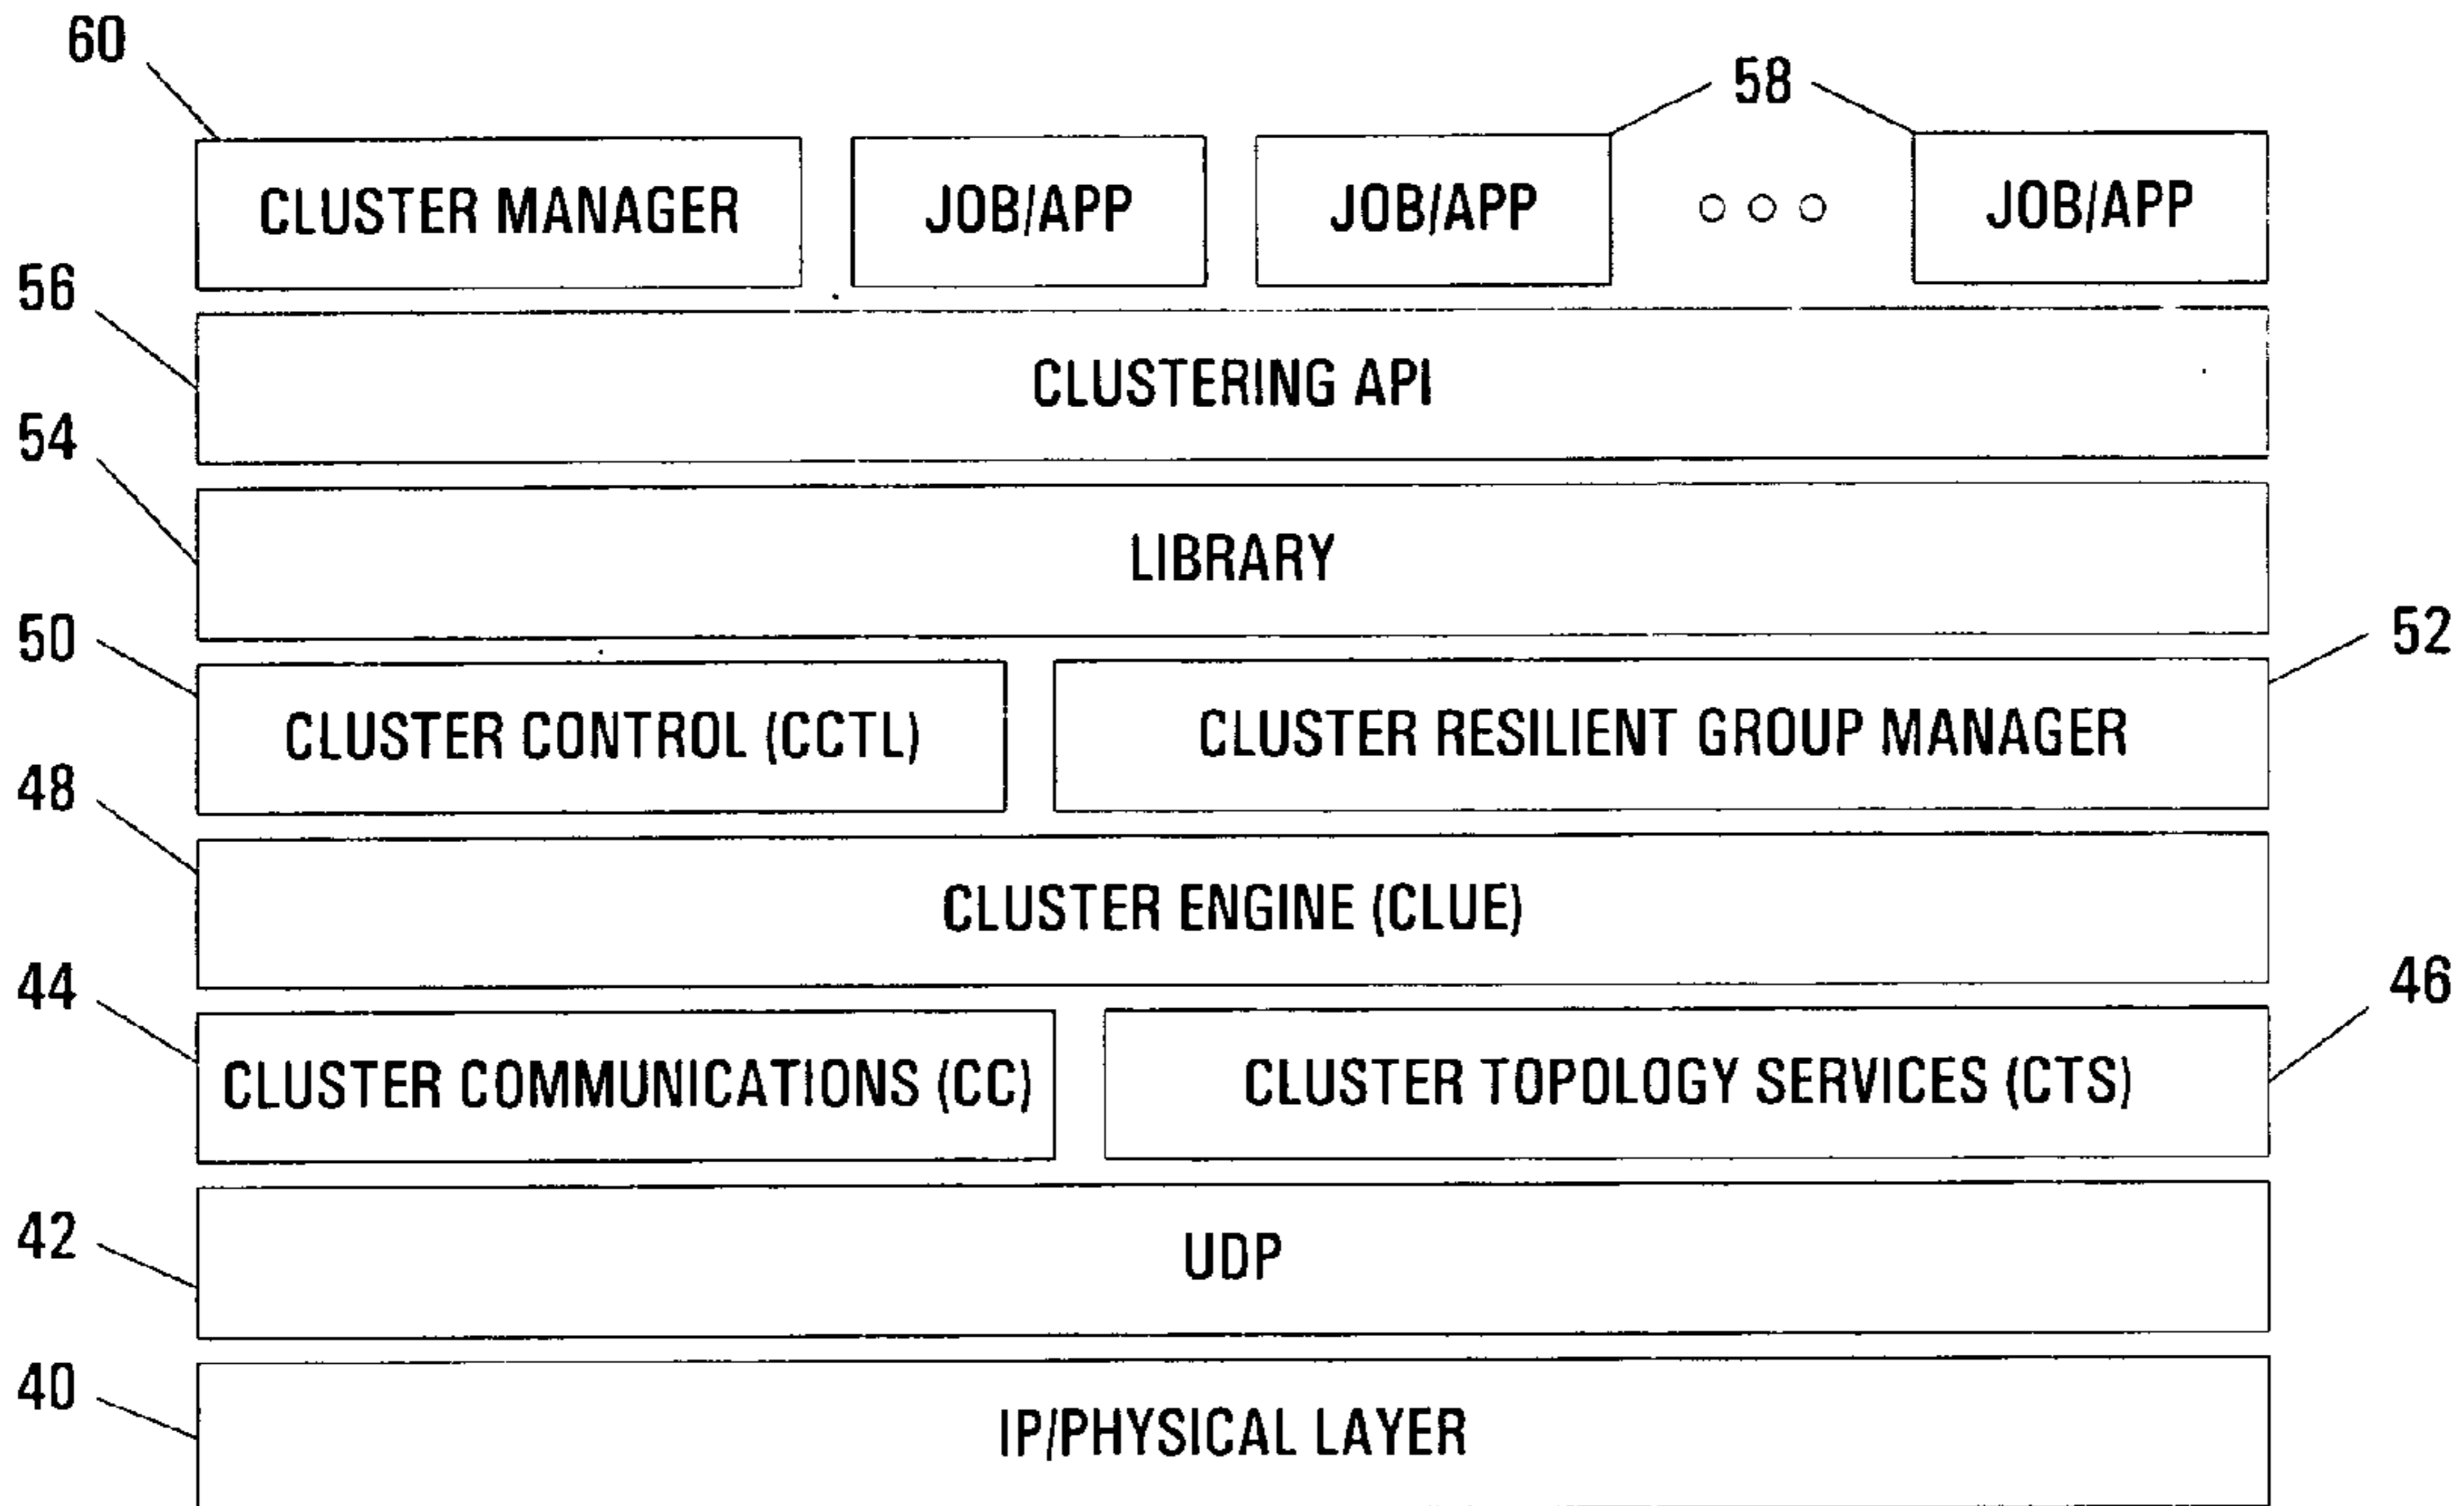 60
58
CLUSTER MANAGER
JOB/APP
JOB/APP
JOB/APP
56
CLUSTERING API
54
LIBRARY
50
52
CLUSTER CONTROL (CCTL)
CLUSTER RESILIENT GROUP MANAGER
48
CLUSTER ENGINE (CLUE)
44
46
CLUSTER COMMUNICATIONS (CC)
CLUSTER TOPOLOGY SERVICES (CTS)
42
UDP
40
IP/PHYSICAL LAYER